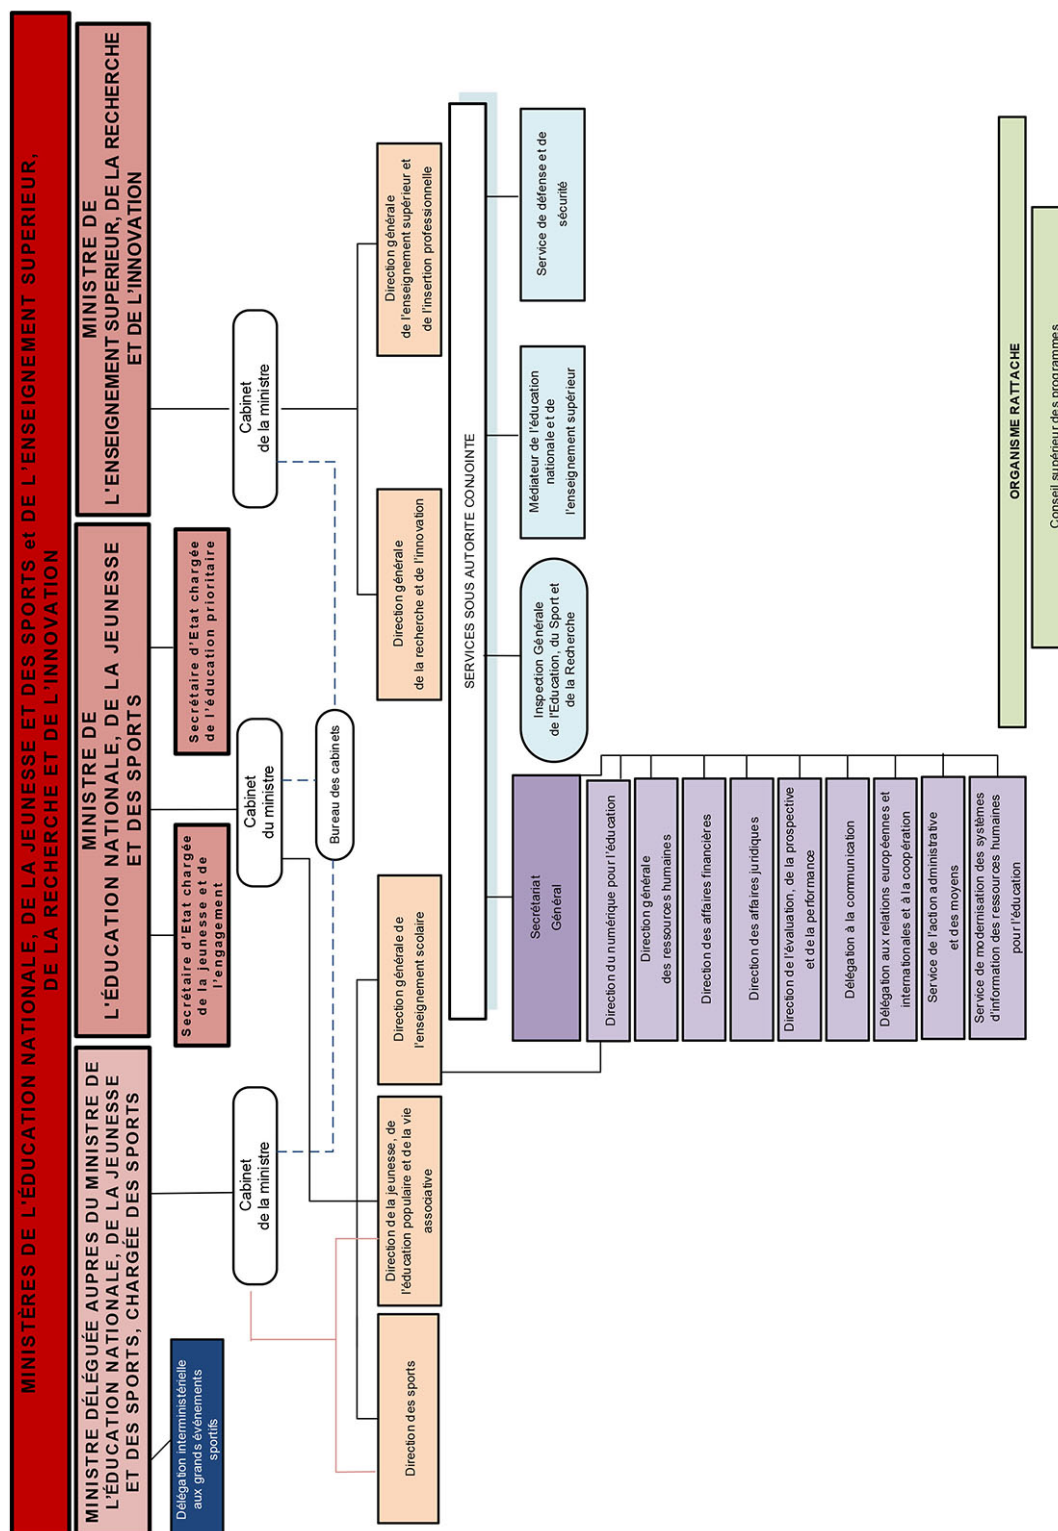 MINISTÈRES DE L'ÉDUCATION NATIONALE, DE LA JEUNESSE ET DES SPORTS et DE L'ENSEIGNEMENT SUPERIEUR,
DE LA RECHERCHE ET DE L'INNOVATION
MINISTRE DÉLÉGUÉE AUPRES DU MINISTRE DE
L'ÉDUCATION NATIONALE, DE LA JEUNESSE
ET DES SPORTS, CHARGÉE DES SPORTS
MINISTRE DE
L'ÉDUCATION NATIONALE, DE LA JEUNESSE
ET DES SPORTS
MINISTRE DE
L'ENSEIGNEMENT SUPERIEUR, DE LA RECHERCHE
ET DE L'INNOVATION
Délégation interministérielle
aux grands événements
sportifs
Secrétaire d'Etat chargée
de la jeunesse et de
l'engagement
Secrétaire d'Etat chargée
de l'éducation prioritaire
Cabinet
de la ministre
Cabinet
du ministre
Cabinet
de la ministre
Bureau des cabinets
Direction des sports
Direction de la jeunesse, de
l'éducation populaire et de la vie
associative
Direction générale de
l'enseignement scolaire
Direction générale
de la recherche et de l'innovation
Direction générale
de l'enseignement supérieur et
de l'insertion professionnelle
SERVICES SOUS AUTORITE CONJOINTE
Secrétariat
Général
Inspection Générale
de l'Education, du Sport et
de la Recherche
Médiateur de l'éducation
nationale et de
l'enseignement supérieur
Service de défense et de
sécurité
Direction du numérique pour l'éducation
Direction générale
des ressources humaines
Direction des affaires financières
Direction des affaires juridiques
Direction de l'évaluation, de la prospective
et de la performance
Délégation à la communication
Délégation aux relations européennes et
internationales et à la coopération
Service de l'action administrative
et des moyens
Service de modernisation des systèmes
d'information des ressources humaines
pour l'éducation
ORGANISME RATTACHE
Conseil supérieur des programmes